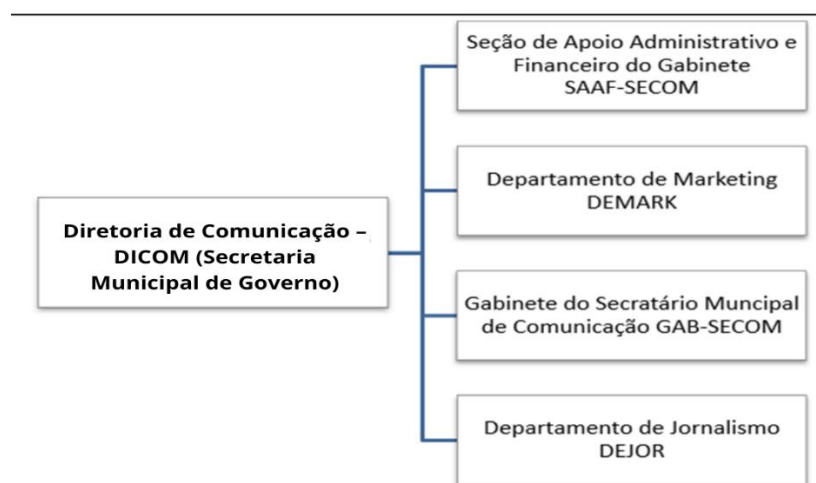 Seção de Apoio Administrativo e
Financeiro do Gabinete
SAAF-SECOM
Departamento de Marketing
DEMARK
Diretoria de Comunicação –
DICOM (Secretaria
Municipal de Governo)
Gabinete do Secratário Muncipal
de Comunicação GAB-SECOM
Departamento de Jornalismo
DEJOR